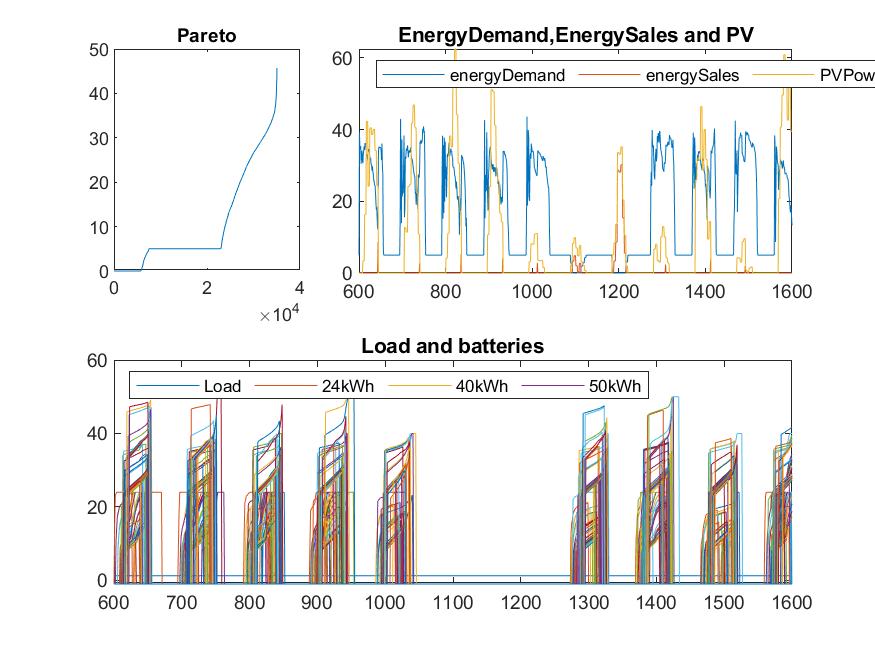 Pareto
50
40
30
20
10
0
0 2 4
×10^4
EnergyDemand,EnergySales and PV
energyDemand energySales PVPow
60
40
20
0
600 800 1000 1200 1400 1600
Load and batteries
Load 24kWh 40kWh 50kWh
60
40
20
0
600 700 800 900 1000 1100 1200 1300 1400 1500 1600